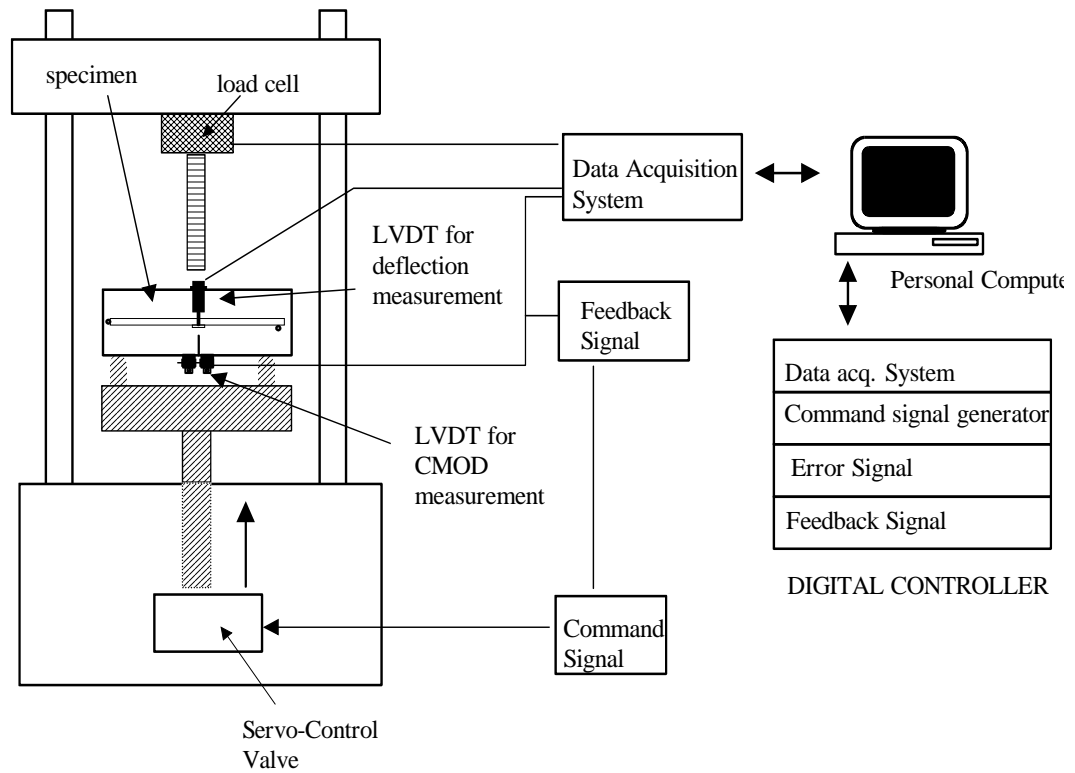 specimen
load cell
Data Acquisition
System
LVDT for
deflection
measurement
Personal Compute
Feedback
Signal
Data acq. System
Command signal generator
Error Signal
Feedback Signal
LVDT for
CMOD
measurement
DIGITAL CONTROLLER
Command
Signal
Servo-Control
Valve